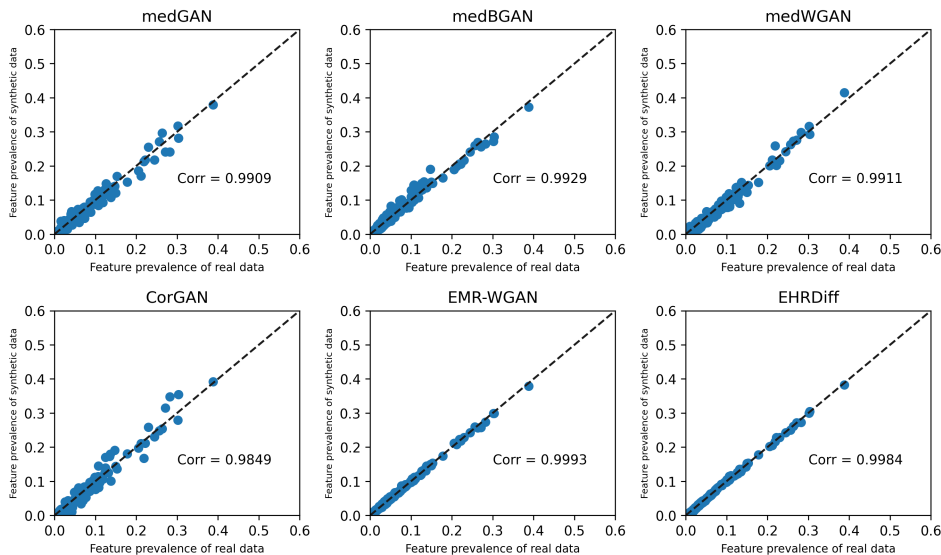 medGAN
medBGAN
medWGAN
0.6
0.5
0.4
0.3
0.2
0.1
0.0
Feature prevalence of synthetic data
Corr = 0.9909
0.0 0.1 0.2 0.3 0.4 0.5 0.6
Feature prevalence of real data
0.6
0.5
0.4
0.3
0.2
0.1
0.0
Feature prevalence of synthetic data
Corr = 0.9929
0.0 0.1 0.2 0.3 0.4 0.5 0.6
Feature prevalence of real data
0.6
0.5
0.4
0.3
0.2
0.1
0.0
Feature prevalence of synthetic data
Corr = 0.9911
0.0 0.1 0.2 0.3 0.4 0.5 0.6
Feature prevalence of real data
CorGAN
EMR-WGAN
EHRDiff
0.6
0.5
0.4
0.3
0.2
0.1
0.0
Feature prevalence of synthetic data
Corr = 0.9849
0.0 0.1 0.2 0.3 0.4 0.5 0.6
Feature prevalence of real data
0.6
0.5
0.4
0.3
0.2
0.1
0.0
Feature prevalence of synthetic data
Corr = 0.9993
0.0 0.1 0.2 0.3 0.4 0.5 0.6
Feature prevalence of real data
0.6
0.5
0.4
0.3
0.2
0.1
0.0
Feature prevalence of synthetic data
Corr = 0.9984
0.0 0.1 0.2 0.3 0.4 0.5 0.6
Feature prevalence of real data